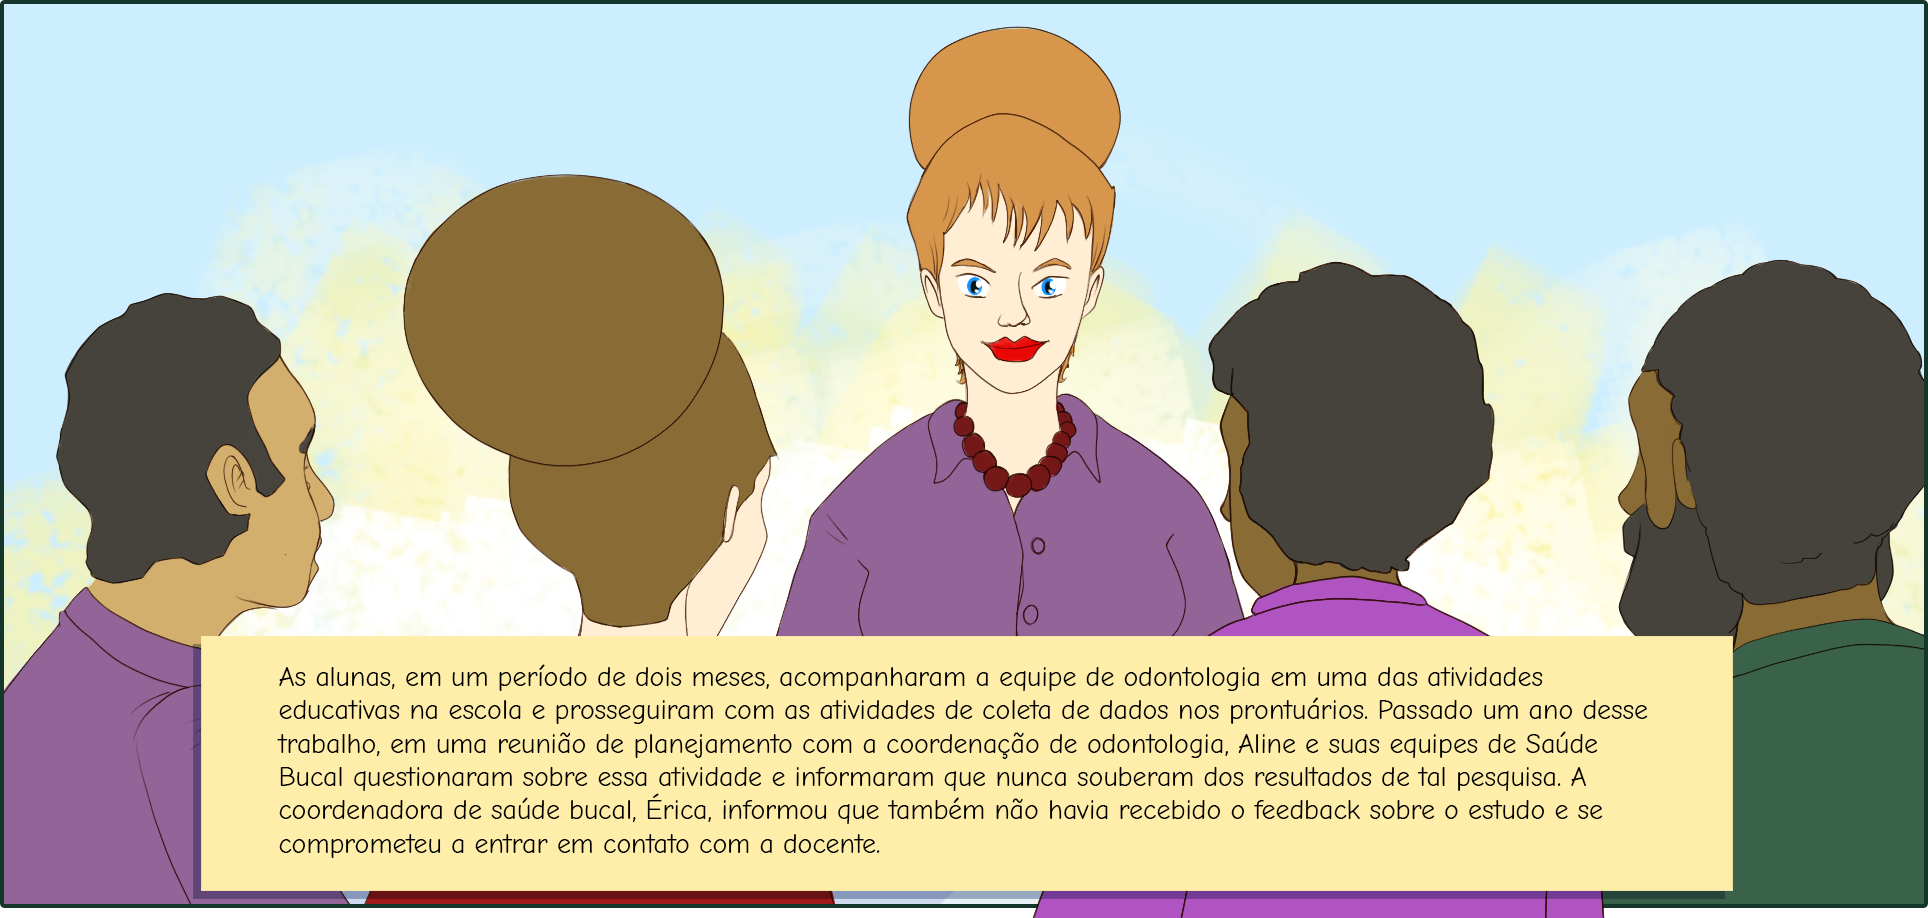 As alunas, em um período de dois meses, acompanharam a equipe de odontologia em uma das atividades
educativas na escola e prosseguiram com as atividades de coleta de dados nos prontuários. Passado um ano desse
trabalho, em uma reunião de planejamento com a coordenação de odontologia, Aline e suas equipes de Saúde
Bucal questionaram sobre essa atividade e informaram que nunca souberam dos resultados de tal pesquisa. A
coordenadora de saúde bucal, Érica, informou que também não havia recebido o feedback sobre o estudo e se
comprometeu a entrar em contato com a docente.